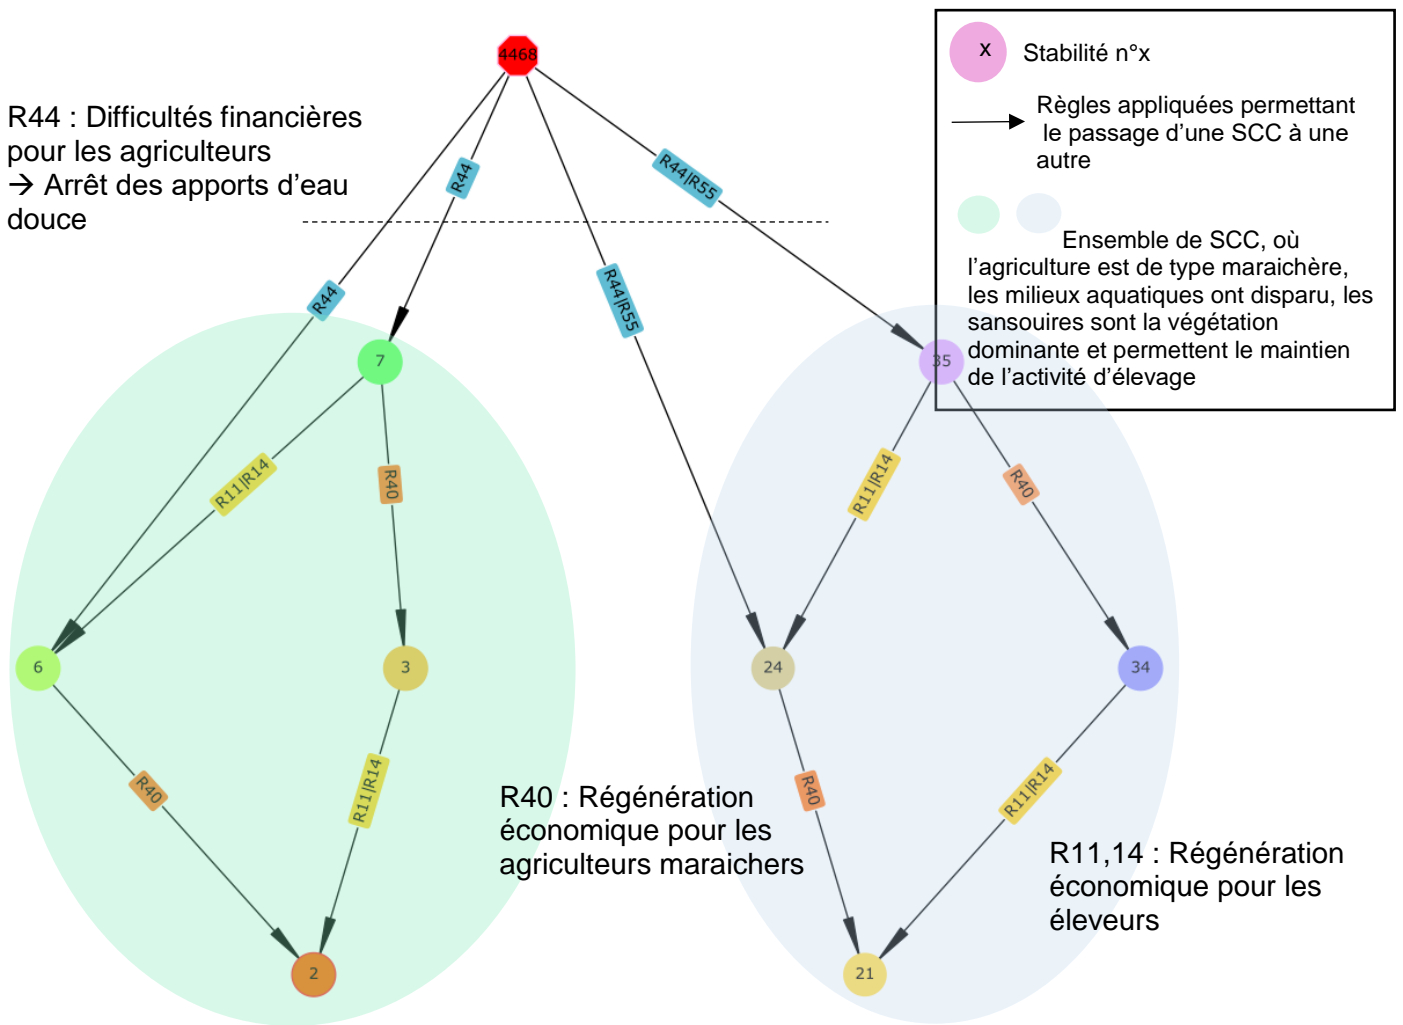 4468
R44 : Difficultés financières
pour les agriculteurs
→ Arrêt des apports d’eau
douce
x
Stabilité n°x
Règles appliquées permettant
le passage d’une SCC à une
autre
Ensemble de SCC, où
l’agriculture est de type maraichère,
les milieux aquatiques ont disparu, les
sansouires sont la végétation
dominante et permettent le maintien
de l’activité d’élevage
R44
R44|R55
R44
R44|R55
7
35
R11|R14
R40
R11|R14
R40
6
3
24
34
R40
R11|R14
R40
R11|R14
R40 : Régénération
économique pour les
agriculteurs maraichers
R11,14 : Régénération
économique pour les
éleveurs
2
21